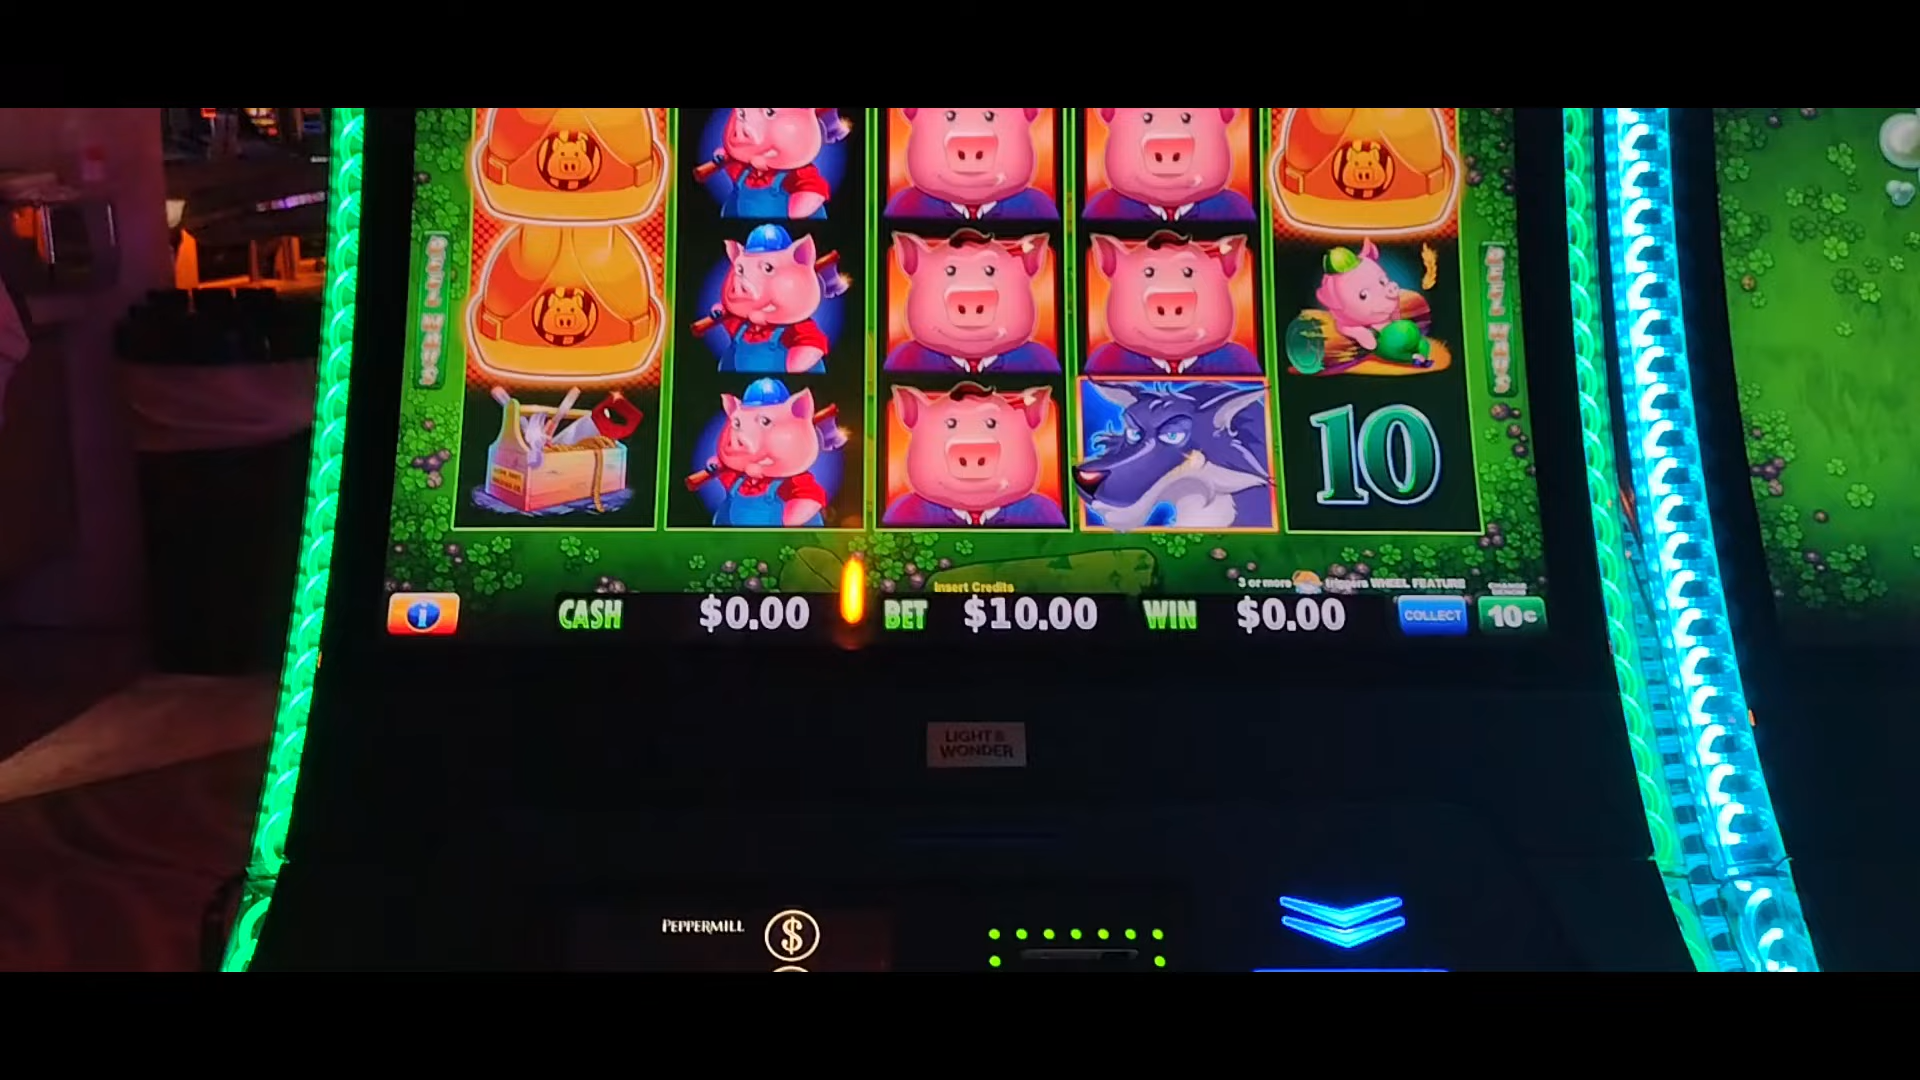 10
Insert Credits
3 or more triggers WHEEL FEATURE
CASH $0.00 BET $10.00 WIN $0.00 COLLECT 10¢
LIGHT &
WONDER
PEPPERMILL $